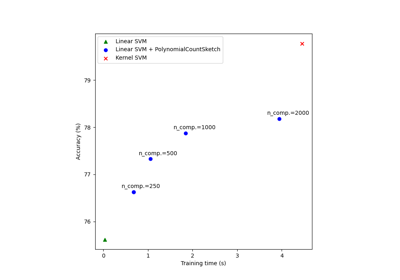 Linear SVM
Linear SVM + PolynomialCountSketch
Kernel SVM
79
n_comp.=2000
78
n_comp.=1000
n_comp.=500
77
n_comp.=250
76
Accuracy (%)
0 1 2 3 4
Training time (s)